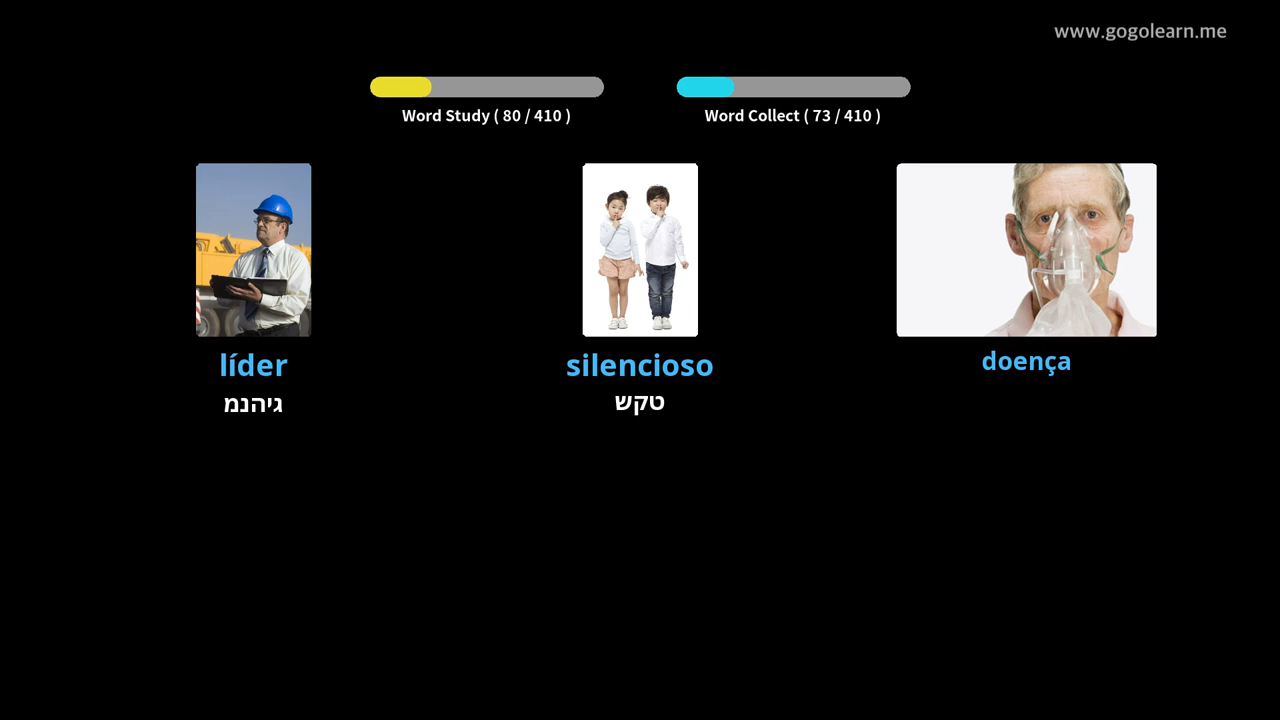 www.gogolearn.me
Word Study ( 80 / 410 )
Word Collect ( 73 / 410 )
líder
גיהנמ
silencioso
טקש
doença